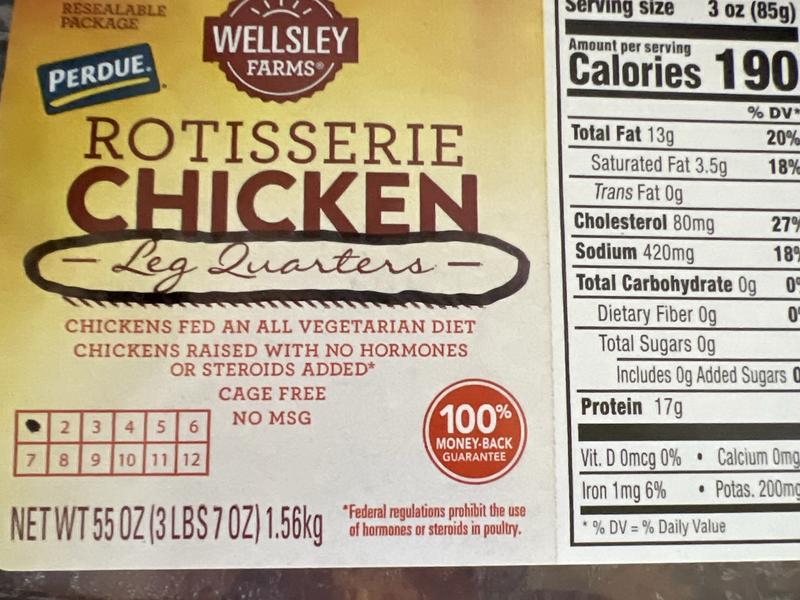 RESEALABLE
PACKAGE
PERDUE®
WELLSLEY
FARMS®
ROTISSERIE
CHICKEN
— Leg Quarters —
CHICKENS FED AN ALL VEGETARIAN DIET
CHICKENS RAISED WITH NO HORMONES
OR STEROIDS ADDED*
CAGE FREE
NO MSG
2 3 4 5 6
7 8 9 10 11 12
100%
MONEY-BACK
GUARANTEE
NET WT 55 OZ (3 LBS 7 OZ) 1.56kg
*Federal regulations prohibit the use
of hormones or steroids in poultry.
Serving size 3 oz (85g)
Amount per serving
Calories 190
% DV*
Total Fat 13g 20%
Saturated Fat 3.5g 18%
Trans Fat 0g
Cholesterol 80mg 27%
Sodium 420mg 18%
Total Carbohydrate 0g 0%
Dietary Fiber 0g 0
Total Sugars 0g
Includes 0g Added Sugars 0
Protein 17g
Vit. D 0mcg 0% • Calcium 0mg
Iron 1mg 6% • Potas. 200mg
* % DV = % Daily Value